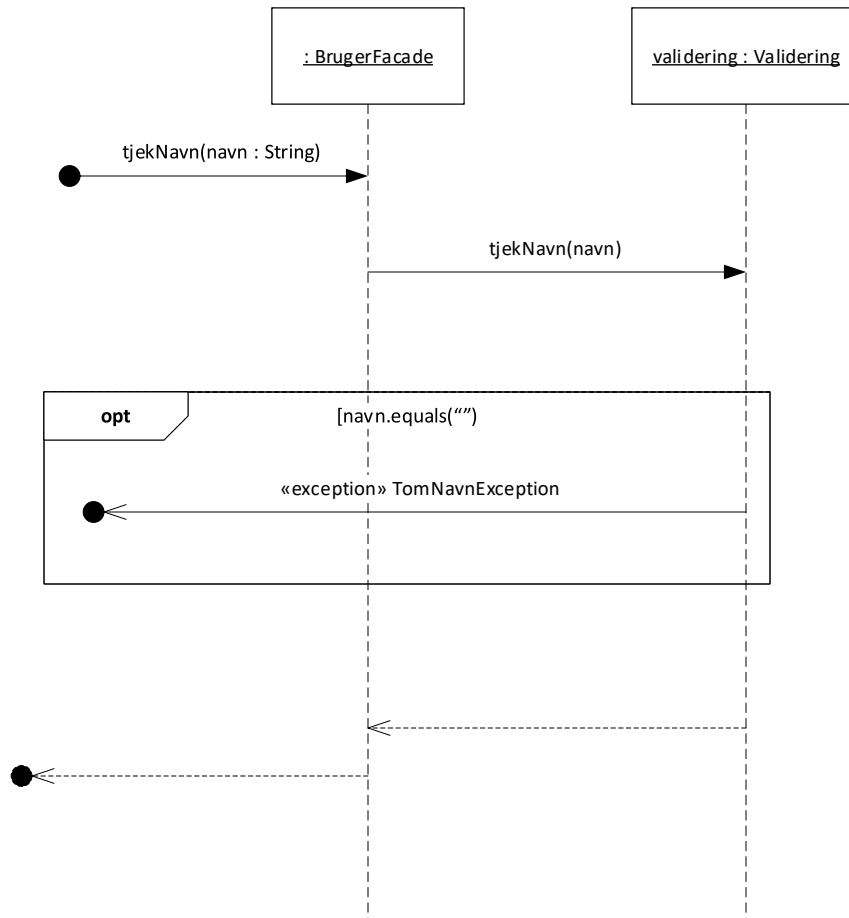 : BrugerFacade
validering : Validering
tjekNavn(navn : String)
tjekNavn(navn)
opt
[navn.equals(“”)
«exception» TomNavnException